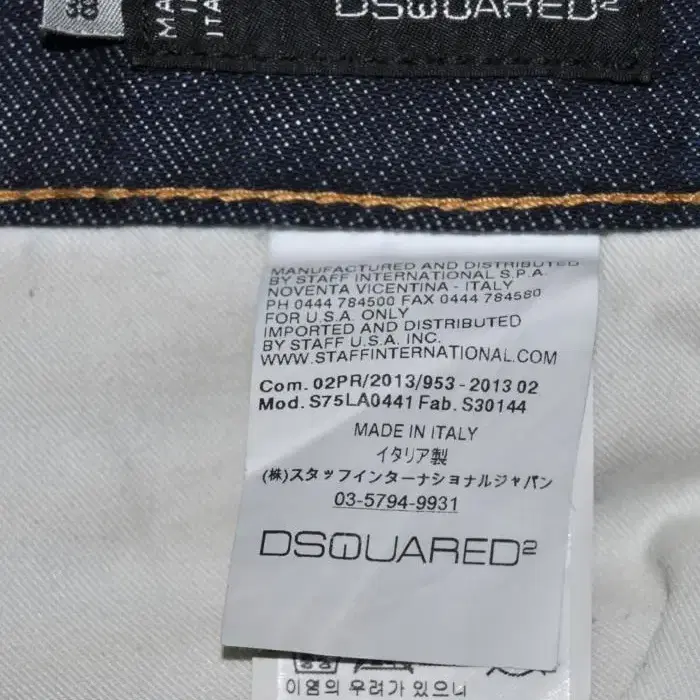 DSQUARED²
MANUFACTURED AND DISTRIBUTED
BY STAFF INTERNATIONAL S.P.A.
NOVENTA VICENTINA - ITALY
PH 0444 784500 FAX 0444 784580
FOR U.S.A. ONLY
IMPORTED AND DISTRIBUTED
BY STAFF U.S.A. INC.
WWW.STAFFINTERNATIONAL.COM
Com. 02PR/2013/953 - 2013 02
Mod. S75LA0441 Fab. S30144
MADE IN ITALY
イタリア製
(株)スタッフインターナショナルジャパン
03-5794-9931
DSQUARED²
이염의 우려가 있으니